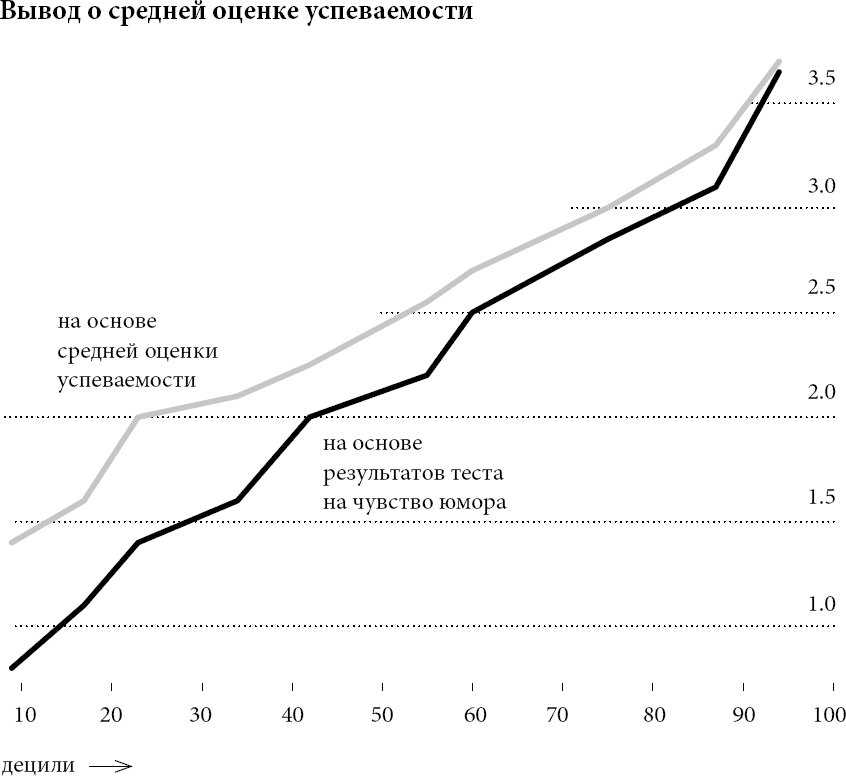 Вывод о средней оценке успеваемости
3.5
3.0
2.5
на основе
средней оценки
успеваемости
2.0
на основе
результатов теста
на чувство юмора
1.5
1.0
10 20 30 40 50 60 70 80 90 100
децили